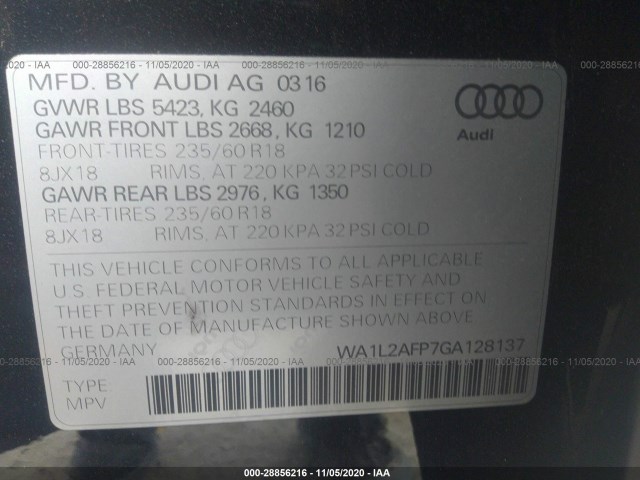 000-28856216 - 11/05/2020 - IAA
MFD. BY AUDI AG 03 16
GVWR LBS 5423, KG 2460
GAWR FRONT LBS 2668, KG 1210
FRONT-TIRES 235/60 R18
8JX18 RIMS, AT 220 KPA 32 PSI COLD
GAWR REAR LBS 2976, KG 1350
REAR-TIRES 235/60 R18
8JX18 RIMS, AT 220 KPA 32 PSI COLD
Audi
THIS VEHICLE CONFORMS TO ALL APPLICABLE
U.S. FEDERAL MOTOR VEHICLE SAFETY AND
THEFT PREVENTION STANDARDS IN EFFECT ON
THE DATE OF MANUFACTURE SHOWN ABOVE
GERMANY WA1L2AFP7GA128137
TYPE
MPV
000-28856216 - 11/05/2020 - IAA